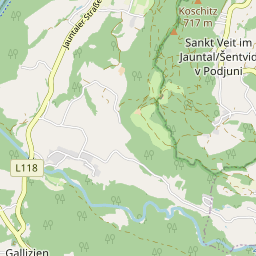 Jauntaler Straße
Koschitz
717 m
Sankt Veit im
Jauntal/Šentvid
v Podjuni
L118
Gallizien